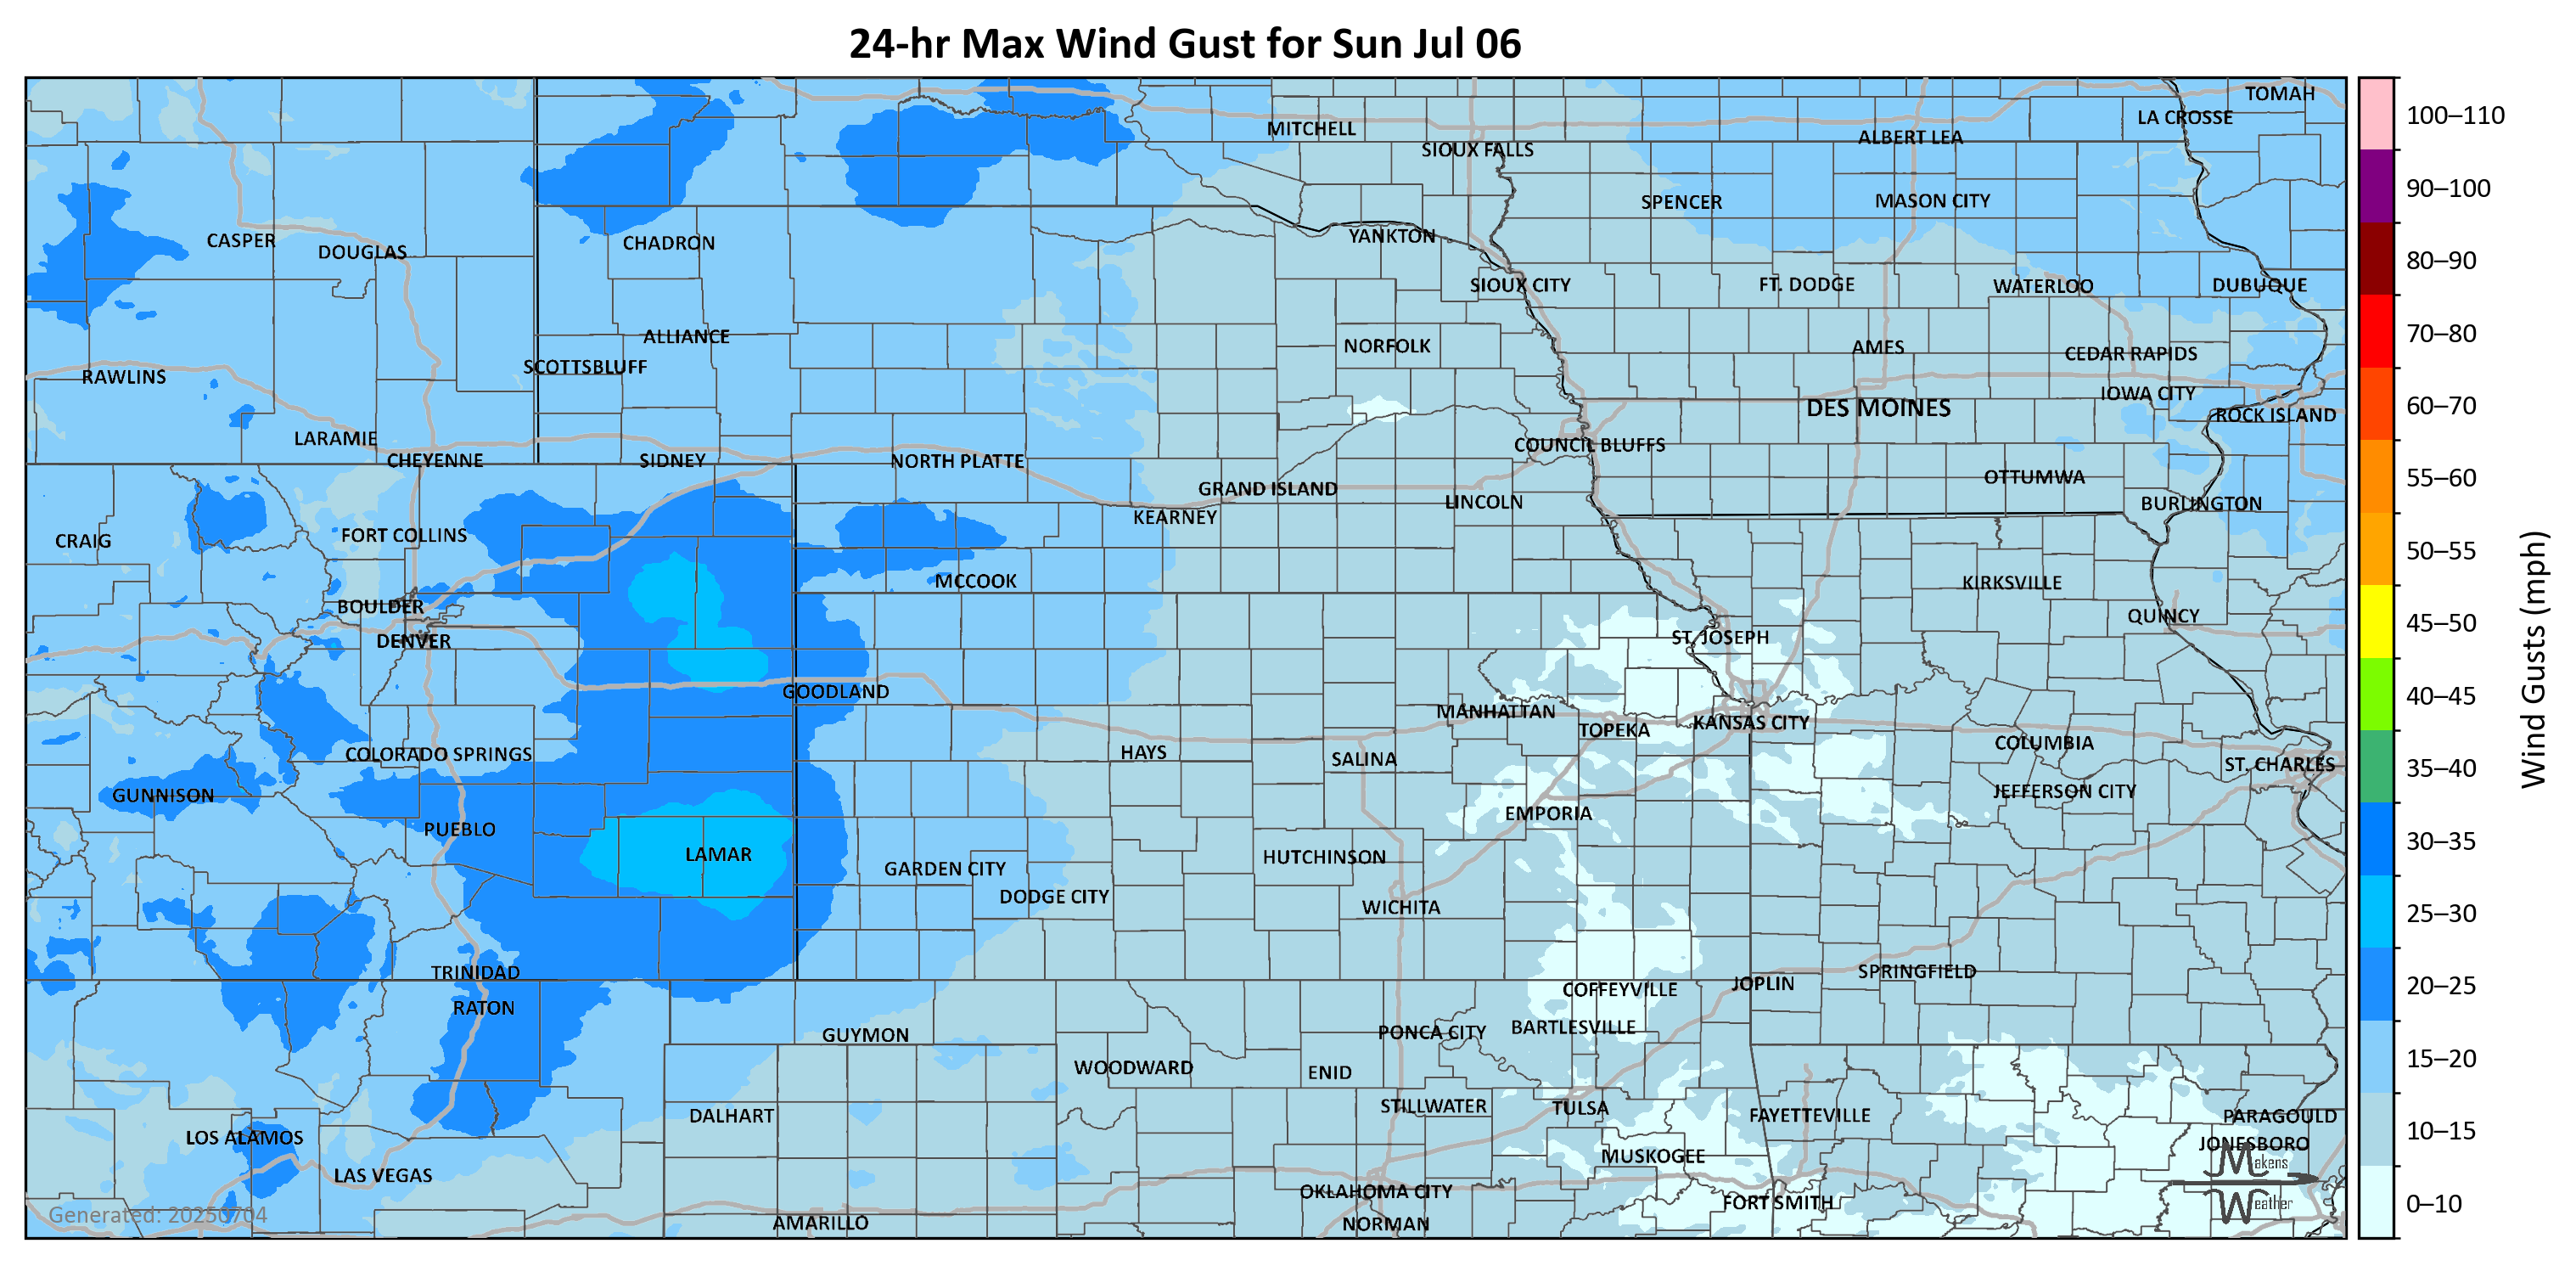 24-hr Max Wind Gust for Sun Jul 06
TOMAH
LA CROSSE
MITCHELL
ALBERT LEA
SIOUX FALLS
SPENCER
MASON CITY
CASPER
DOUGLAS
CHADRON
YANKTON
SIOUX CITY
FT. DODGE
WATERLOO
DUBUQUE
ALLIANCE
NORFOLK
AMES
CEDAR RAPIDS
SCOTTSBLUFF
RAWLINS
IOWA CITY
DES MOINES
ROCK ISLAND
LARAMIE
COUNCIL BLUFFS
CHEYENNE
SIDNEY
NORTH PLATTE
OTTUMWA
GRAND ISLAND
LINCOLN
BURLINGTON
KEARNEY
FORT COLLINS
CRAIG
MCCOOK
KIRKSVILLE
BOULDER
QUINCY
DENVER
ST. JOSEPH
GOODLAND
MANHATTAN
KANSAS CITY
TOPEKA
COLUMBIA
COLORADO SPRINGS
HAYS
SALINA
ST. CHARLES
GUNNISON
JEFFERSON CITY
EMPORIA
PUEBLO
LAMAR
HUTCHINSON
GARDEN CITY
DODGE CITY
WICHITA
TRINIDAD
SPRINGFIELD
JOPLIN
COFFEYVILLE
RATON
BARTLESVILLE
PONCA CITY
GUYMON
WOODWARD
ENID
STILLWATER
TULSA
DALHART
FAYETTEVILLE
PARAGOULD
LOS ALAMOS
JONESBORO
MUSKOGEE
LAS VEGAS
OKLAHOMA CITY
FORT SMITH
AMARILLO
NORMAN
Generated: 20250704
Makens
Weather
100–110
90–100
80–90
70–80
60–70
55–60
50–55
45–50
40–45
35–40
30–35
25–30
20–25
15–20
10–15
0–10
Wind Gusts (mph)